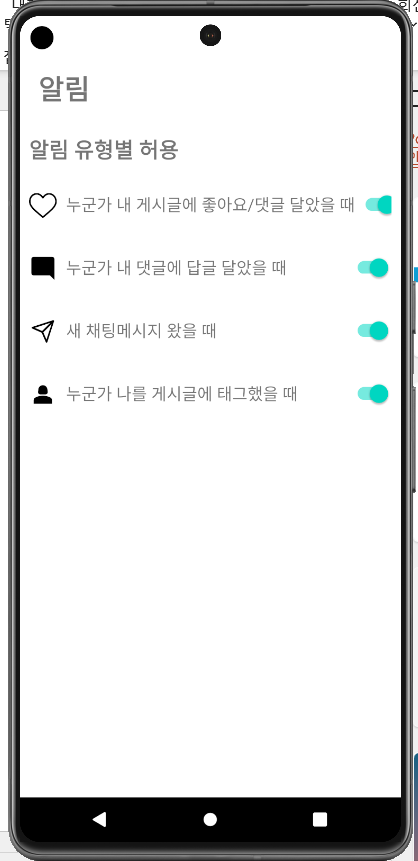 알림
알림 유형별 허용
누군가 내 게시글에 좋아요/댓글 달았을 때
누군가 내 댓글에 답글 달았을 때
새 채팅메시지 왔을 때
누군가 나를 게시글에 태그했을 때